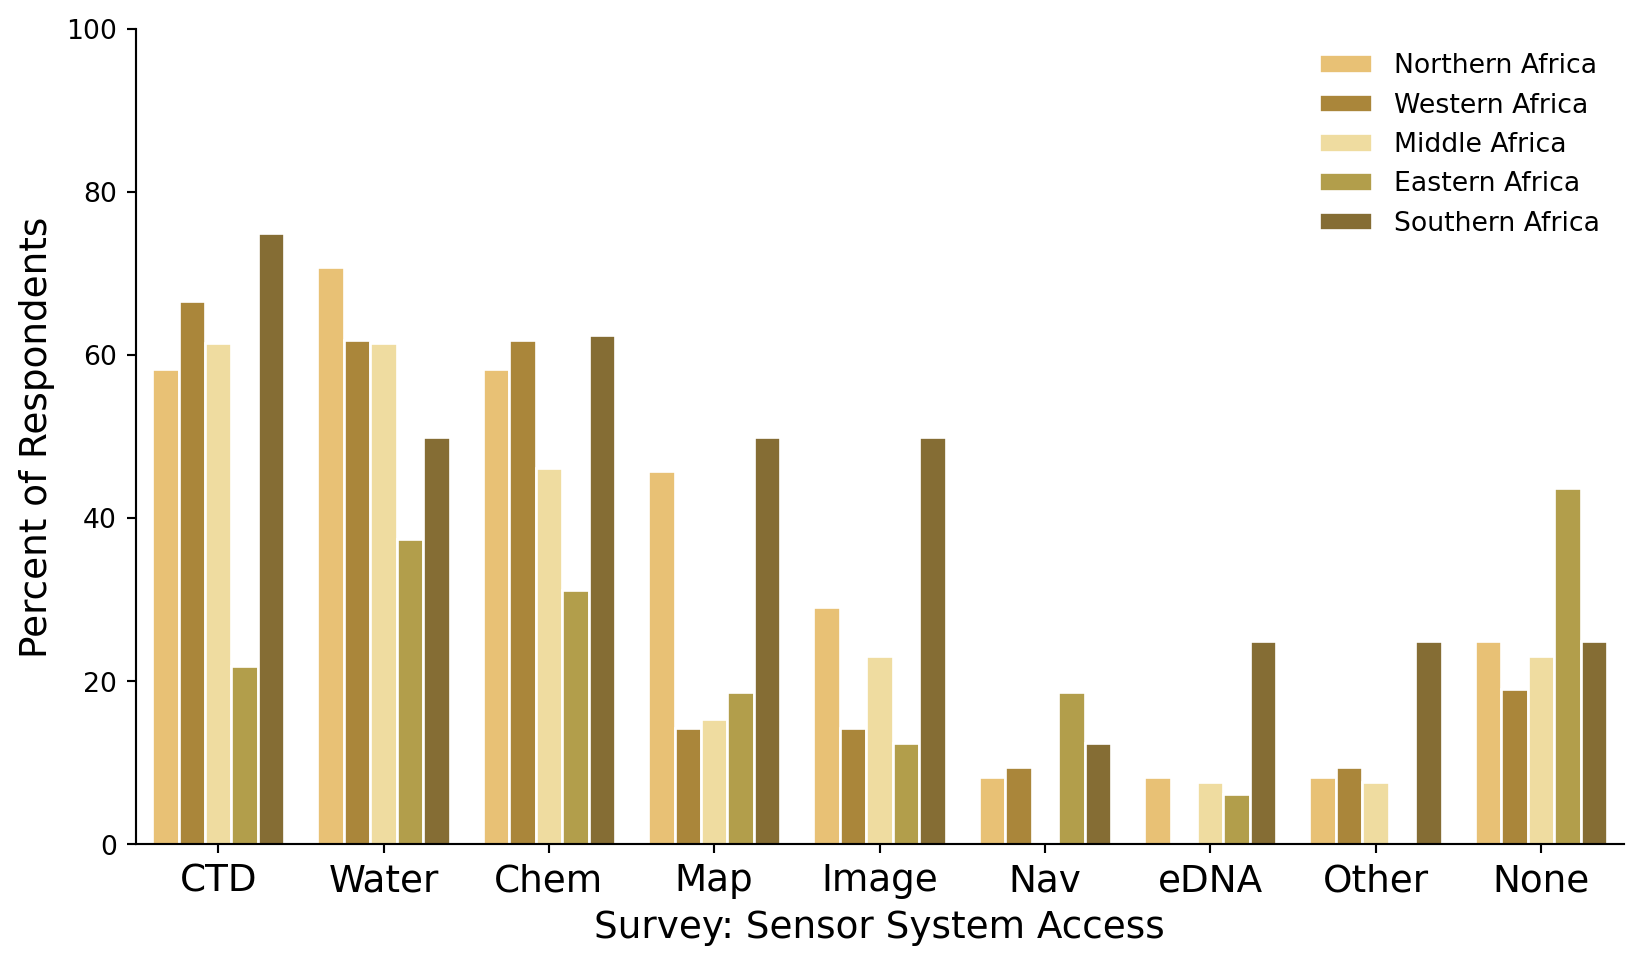 100
80
60
40
20
0
Percent of Respondents
Northern Africa
Western Africa
Middle Africa
Eastern Africa
Southern Africa
CTD Water Chem Map Image Nav eDNA Other None
Survey: Sensor System Access